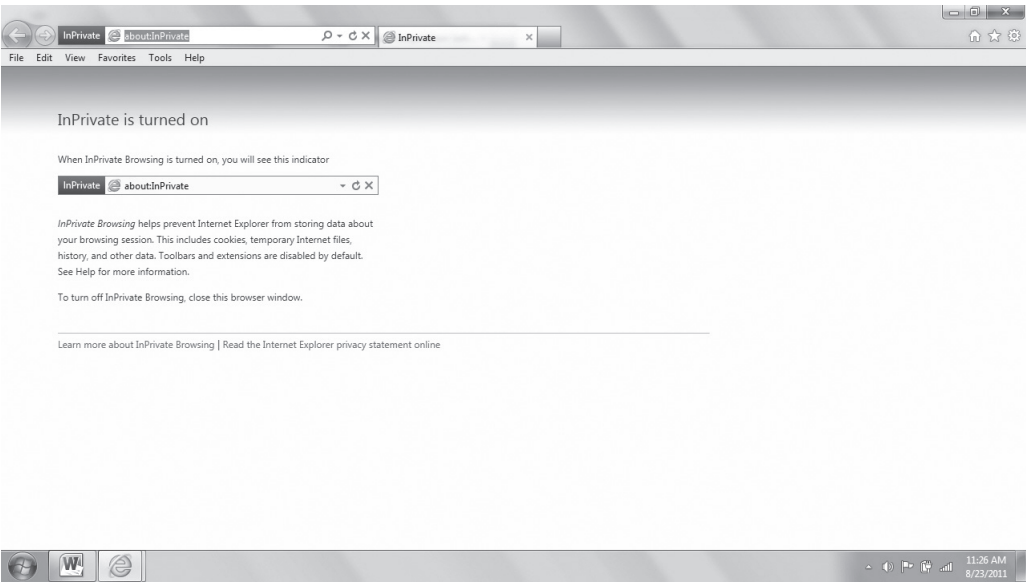 InPrivate about:InPrivate InPrivate
File Edit View Favorites Tools Help
InPrivate is turned on
When InPrivate Browsing is turned on, you will see this indicator
InPrivate about:InPrivate
InPrivate Browsing helps prevent Internet Explorer from storing data about
your browsing session. This includes cookies, temporary Internet files,
history, and other data. Toolbars and extensions are disabled by default.
See Help for more information.
To turn off InPrivate Browsing, close this browser window.
Learn more about InPrivate Browsing | Read the Internet Explorer privacy statement online
W
11:26 AM
8/23/2011